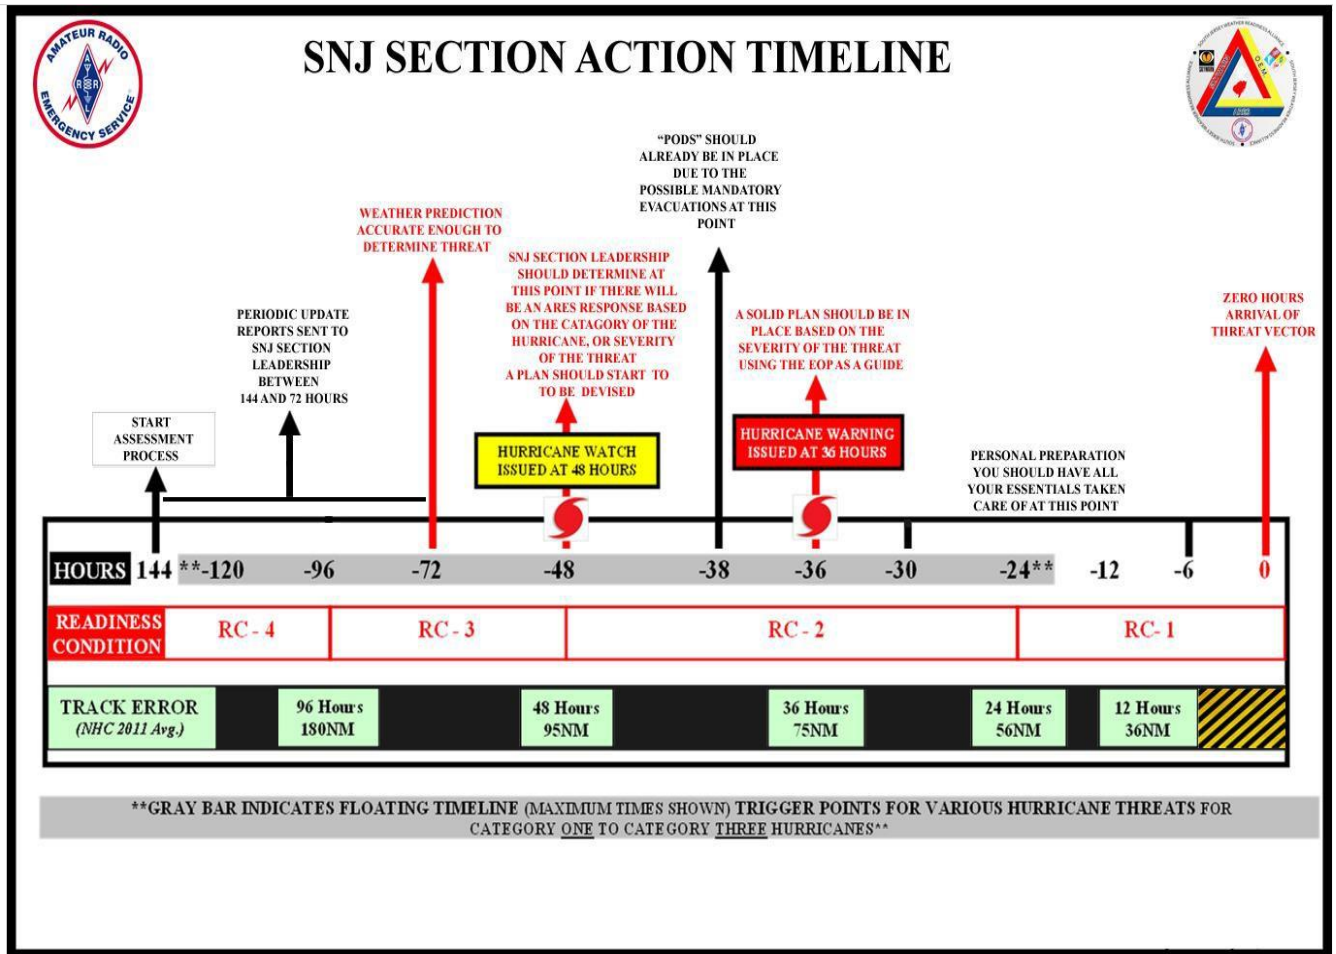 AMATEUR RADIO
ARRL
EMERGENCY SERVICE
SNJ SECTION ACTION TIMELINE
SKYWARN
O.E.M.
ARES
"PODS" SHOULD
ALREADY BE IN PLACE
DUE TO THE
POSSIBLE MANDATORY
EVACUATIONS AT THIS
POINT
WEATHER PREDICTION
ACCURATE ENOUGH TO
DETERMINE THREAT
SNJ SECTION LEADERSHIP
SHOULD DETERMINE AT
THIS POINT IF THERE WILL
BE AN ARES RESPONSE BASED
ON THE CATAGORY OF THE
HURRICANE, OR SEVERITY
OF THE THREAT
A PLAN SHOULD START TO
TO BE DEVISED
PERIODIC UPDATE
REPORTS SENT TO
SNJ SECTION
LEADERSHIP
BETWEEN
144 AND 72 HOURS
A SOLID PLAN SHOULD BE IN
PLACE BASED ON THE
SEVERITY OF THE THREAT
USING THE EOP AS A GUIDE
ZERO HOURS
ARRIVAL OF
THREAT VECTOR
START
ASSESSMENT
PROCESS
HURRICANE WATCH
ISSUED AT 48 HOURS
HURRICANE WARNING
ISSUED AT 36 HOURS
PERSONAL PREPARATION
YOU SHOULD HAVE ALL
YOUR ESSENTIALS TAKEN
CARE OF AT THIS POINT
HOURS 144 **-120 -96 -72 -48 -38 -36 -30 -24** -12 -6 0
READINESS
CONDITION
RC - 4 RC - 3 RC - 2 RC- 1
TRACK ERROR
(NHC 2011 Avg.)
96 Hours
180NM
48 Hours
95NM
36 Hours
75NM
24 Hours
56NM
12 Hours
36NM
**GRAY BAR INDICATES FLOATING TIMELINE (MAXIMUM TIMES SHOWN) TRIGGER POINTS FOR VARIOUS HURRICANE THREATS FOR
CATEGORY ONE TO CATEGORY THREE HURRICANES**